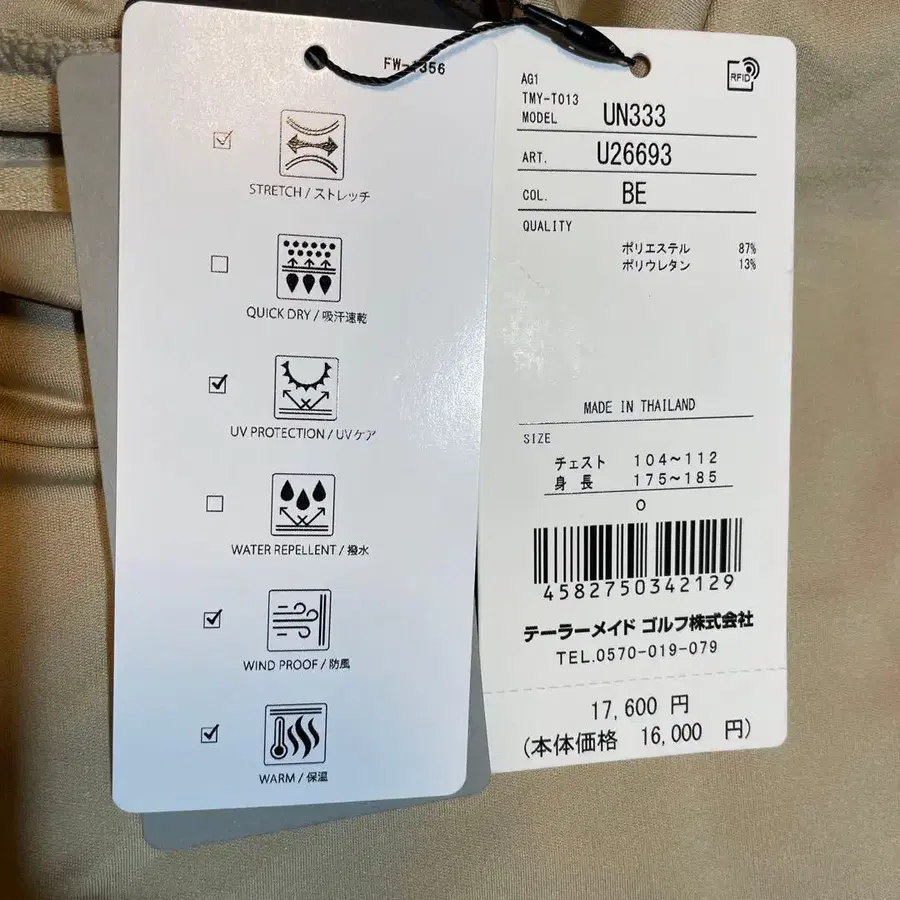 FW-1356
STRETCH / ストレッチ
QUICK DRY / 吸汗速乾
UV PROTECTION / UVケア
WATER REPELLENT / 撥水
WIND PROOF / 防風
WARM / 保温
RFID
AG1
TMY-T013
MODEL UN333
ART. U26693
COL. BE
QUALITY
ポリエステル 87%
ポリウレタン 13%
MADE IN THAILAND
SIZE
チェスト 104～112
身 長 175～185
O
4582750342129
テーラーメイド ゴルフ株式会社
TEL.0570-019-079
17,600 円
(本体価格 16,000 円)